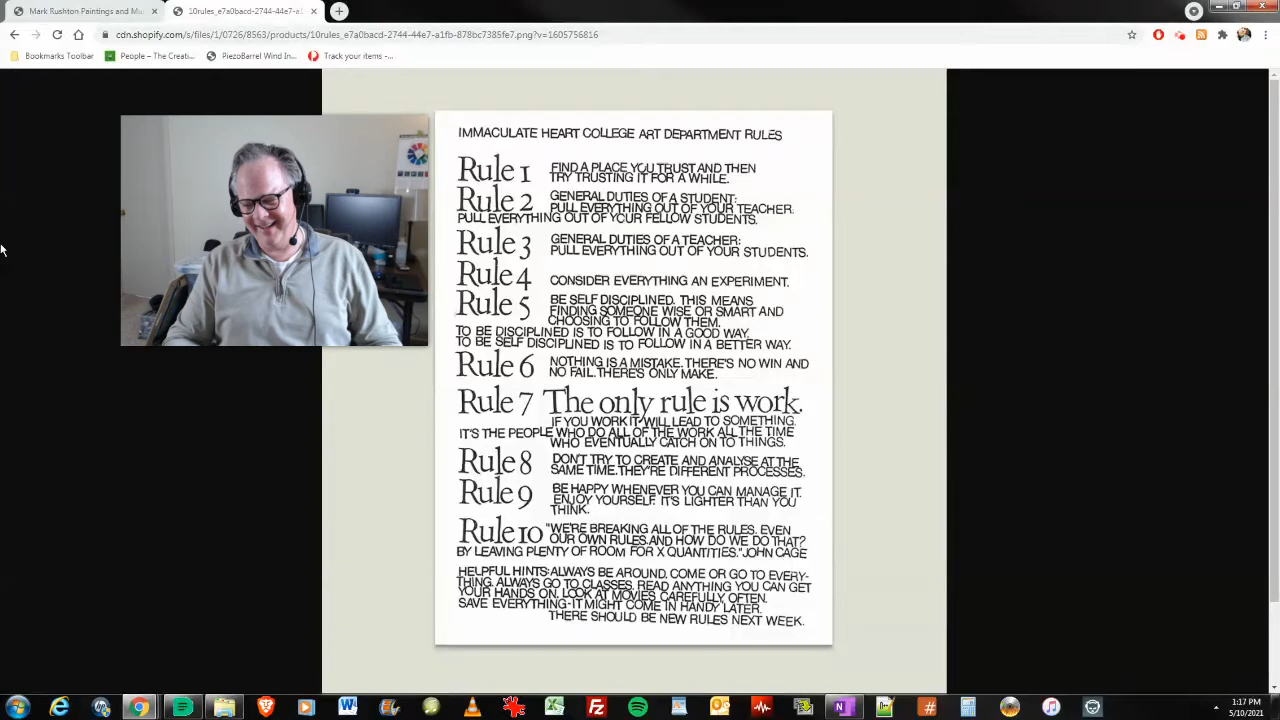 Mark Rushton Paintings and Mu
10rules_e7a0bacd-2744-44e7-a1
cdn.shopify.com/s/files/1/0726/8563/products/10rules_e7a0bacd-2744-44e7-a1fb-878bc7385fe7.png?v=1605756816
Bookmarks Toolbar
People – The Creati...
PiezoBarrel Wind In...
Track your items -...
IMMACULATE HEART COLLEGE ART DEPARTMENT RULES
Rule 1 FIND A PLACE YOU TRUST AND THEN
TRY TRUSTING IT FOR A WHILE.
Rule 2 GENERAL DUTIES OF A STUDENT:
PULL EVERYTHING OUT OF YOUR TEACHER.
PULL EVERYTHING OUT OF YOUR FELLOW STUDENTS.
Rule 3 GENERAL DUTIES OF A TEACHER:
PULL EVERYTHING OUT OF YOUR STUDENTS.
Rule 4 CONSIDER EVERYTHING AN EXPERIMENT.
Rule 5 BE SELF DISCIPLINED. THIS MEANS
FINDING SOMEONE WISE OR SMART AND
CHOOSING TO FOLLOW THEM.
TO BE DISCIPLINED IS TO FOLLOW IN A GOOD WAY.
TO BE SELF DISCIPLINED IS TO FOLLOW IN A BETTER WAY.
Rule 6 NOTHING IS A MISTAKE. THERE'S NO WIN AND
NO FAIL. THERE'S ONLY MAKE.
Rule 7 The only rule is work.
IF YOU WORK IT WILL LEAD TO SOMETHING.
IT'S THE PEOPLE WHO DO ALL OF THE WORK ALL THE TIME
WHO EVENTUALLY CATCH ON TO THINGS.
Rule 8 DON'T TRY TO CREATE AND ANALYSE AT THE
SAME TIME. THEY'RE DIFFERENT PROCESSES.
Rule 9 BE HAPPY WHENEVER YOU CAN MANAGE IT.
ENJOY YOURSELF. IT'S LIGHTER THAN YOU
THINK.
Rule 10 "WE'RE BREAKING ALL OF THE RULES. EVEN
OUR OWN RULES. AND HOW DO WE DO THAT?
BY LEAVING PLENTY OF ROOM FOR X QUANTITIES." JOHN CAGE
HELPFUL HINTS: ALWAYS BE AROUND. COME OR GO TO EVERY-
THING. ALWAYS GO TO CLASSES. READ ANYTHING YOU CAN GET
YOUR HANDS ON. LOOK AT MOVIES CAREFULLY, OFTEN.
SAVE EVERYTHING-IT MIGHT COME IN HANDY LATER.
THERE SHOULD BE NEW RULES NEXT WEEK.
1:17 PM
5/10/2021